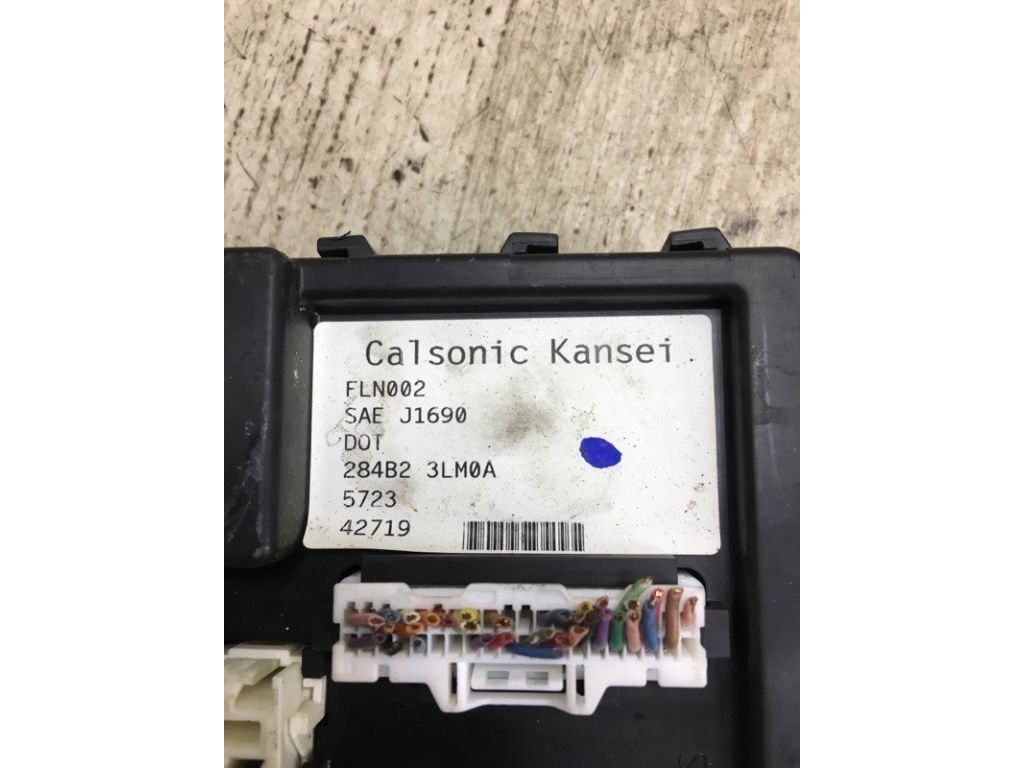 Calsonic Kansei
FLN002
SAE J1690
DOT
284B2 3LM0A
5723
42719